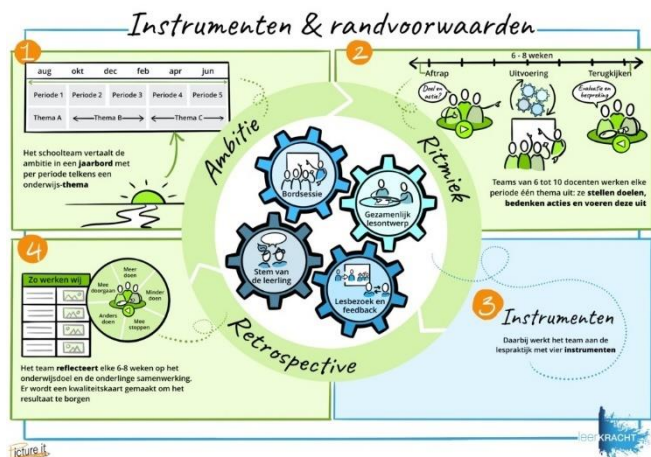 Instrumenten & randvoorwaarden
1
aug okt dec feb apr jun
Periode 1 Periode 2 Periode 3 Periode 4 Periode 5
Thema A Thema B Thema C
Het schoolteam vertaalt de
ambitie in een jaarbord met
per periode telkens een
onderwijs-thema
Ambitie
2
6 - 8 weken
Aftrap Uitvoering Terugkijken
Doel en
actie?
Evaluatie en
bespreking
Teams van 6 tot 10 docenten werken elke
periode één thema uit: ze stellen doelen,
bedenken acties en voeren deze uit
Ritmiek
Bordsessie
Gezamenlijk
lesontwerp
Stem van
de leerling
Lesbezoek en
feedback
3
Instrumenten
Daarbij werkt het team aan de
lespraktijk met vier instrumenten
4
Zo werken wij
Meer
doen
Minder
doen
Mee
stoppen
Anders
doen
Mee
doorgaan
Het team reflecteert elke 6-8 weken op het
onderwijsdoel en de onderlinge samenwerking.
Er wordt een kwaliteitskaart gemaakt om het
resultaat te borgen
Retrospective
Picture it
leerKRACHT